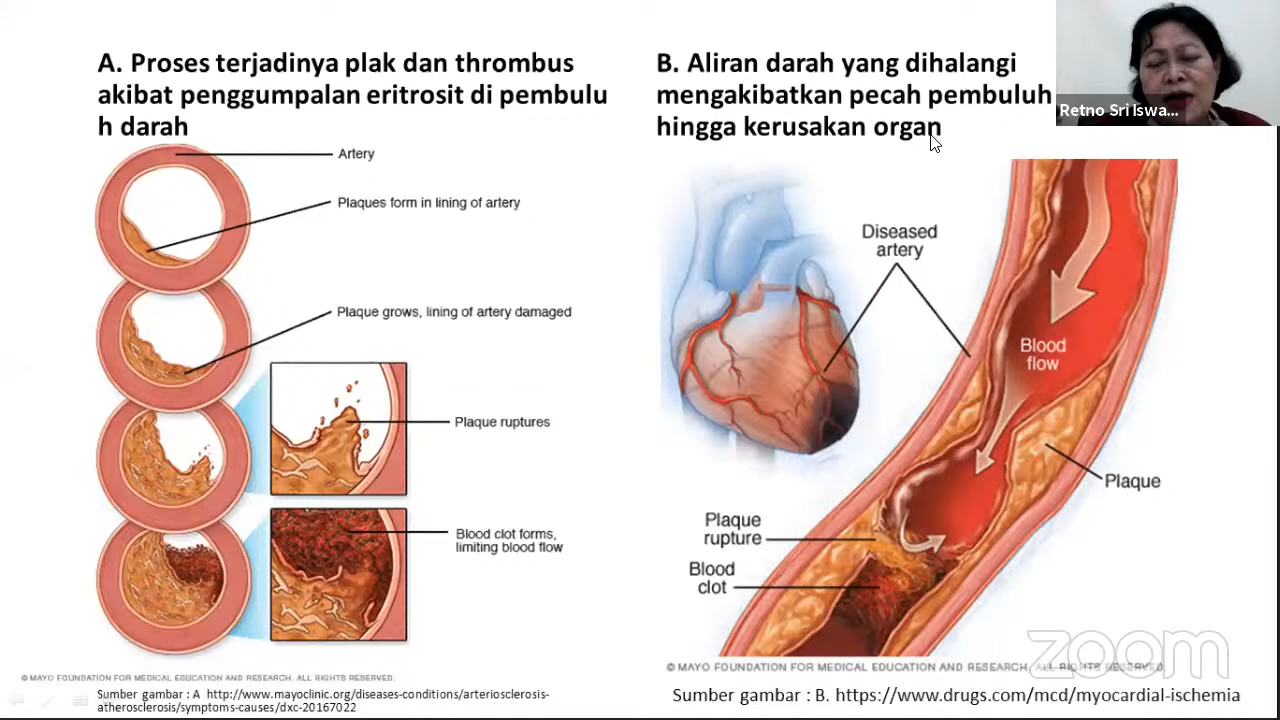 A. Proses terjadinya plak dan thrombus
akibat penggumpalan eritrosit di pembulu
h darah
Artery
Plaques form in lining of artery
Plaque grows, lining of artery damaged
Plaque ruptures
Blood clot forms,
limiting blood flow
© MAYO FOUNDATION FOR MEDICAL EDUCATION AND RESEARCH. ALL RIGHTS RESERVED.
Sumber gambar : A http://www.mayoclinic.org/diseases-conditions/arteriosclerosis-
atherosclerosis/symptoms-causes/dxc-20167022
B. Aliran darah yang dihalangi
mengakibatkan pecah pembuluh
hingga kerusakan organ
Retno Sri Iswa...
Diseased
artery
Blood
flow
Plaque
Plaque
rupture
Blood
clot
zoom
© MAYO FOUNDATION FOR MEDICAL EDUCATION AND RESEARCH. ALL RIGHTS RESERVED.
Sumber gambar : B. https://www.drugs.com/mcd/myocardial-ischemia